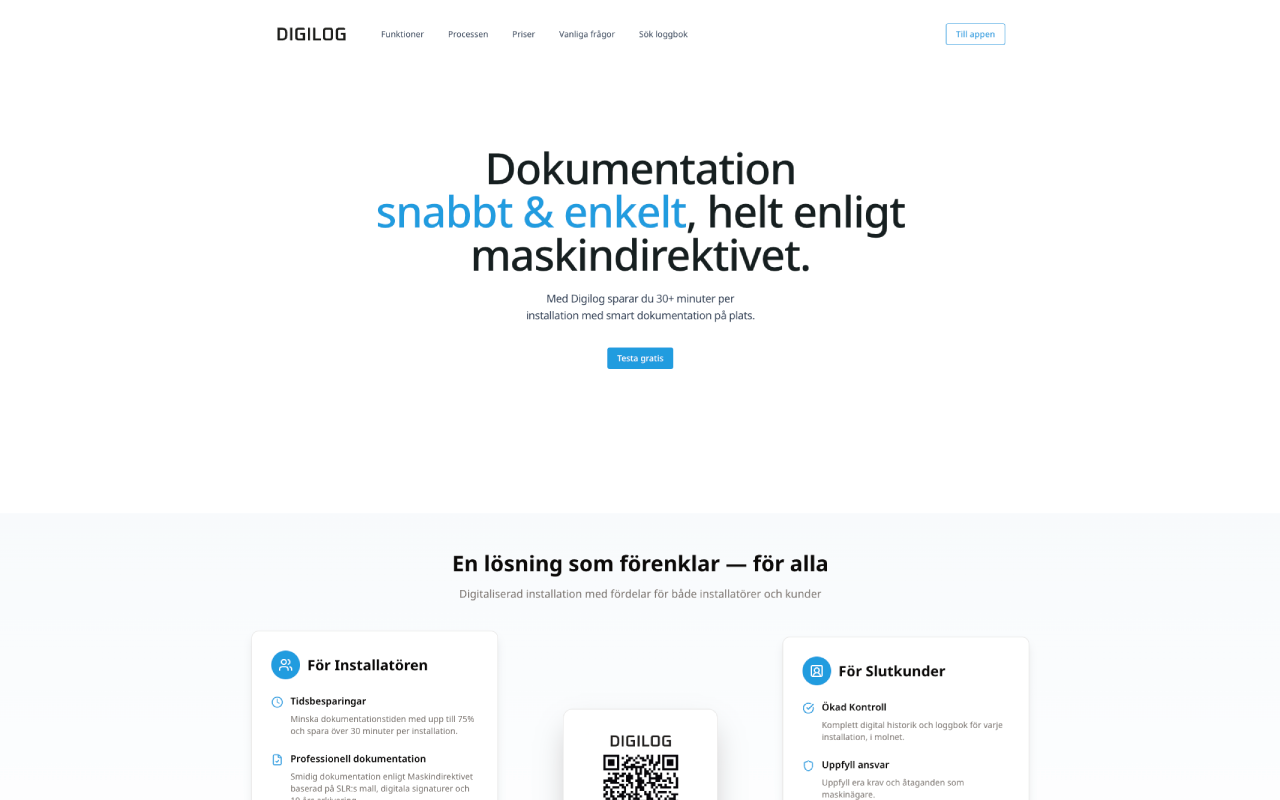 DIGILOG
Funktioner
Processen
Priser
Vanliga frågor
Sök loggbok
Till appen
Dokumentation
snabbt & enkelt, helt enligt
maskindirektivet.
Med Digilog sparar du 30+ minuter per
installation med smart dokumentation på plats.
Testa gratis
En lösning som förenklar — för alla
Digitaliserad installation med fördelar för både installatörer och kunder
För Installatören
Tidsbesparingar
Minska dokumentationstiden med upp till 75%
och spara över 30 minuter per installation.
Professionell dokumentation
Smidig dokumentation enligt Maskindirektivet
baserad på SLR:s mall, digitala signaturer och
10 års arkivering.
DIGILOG
För Slutkunder
Ökad Kontroll
Komplett digital historik och loggbok för varje
installation, i molnet.
Uppfyll ansvar
Uppfyll era krav och åtaganden som
maskinägare.